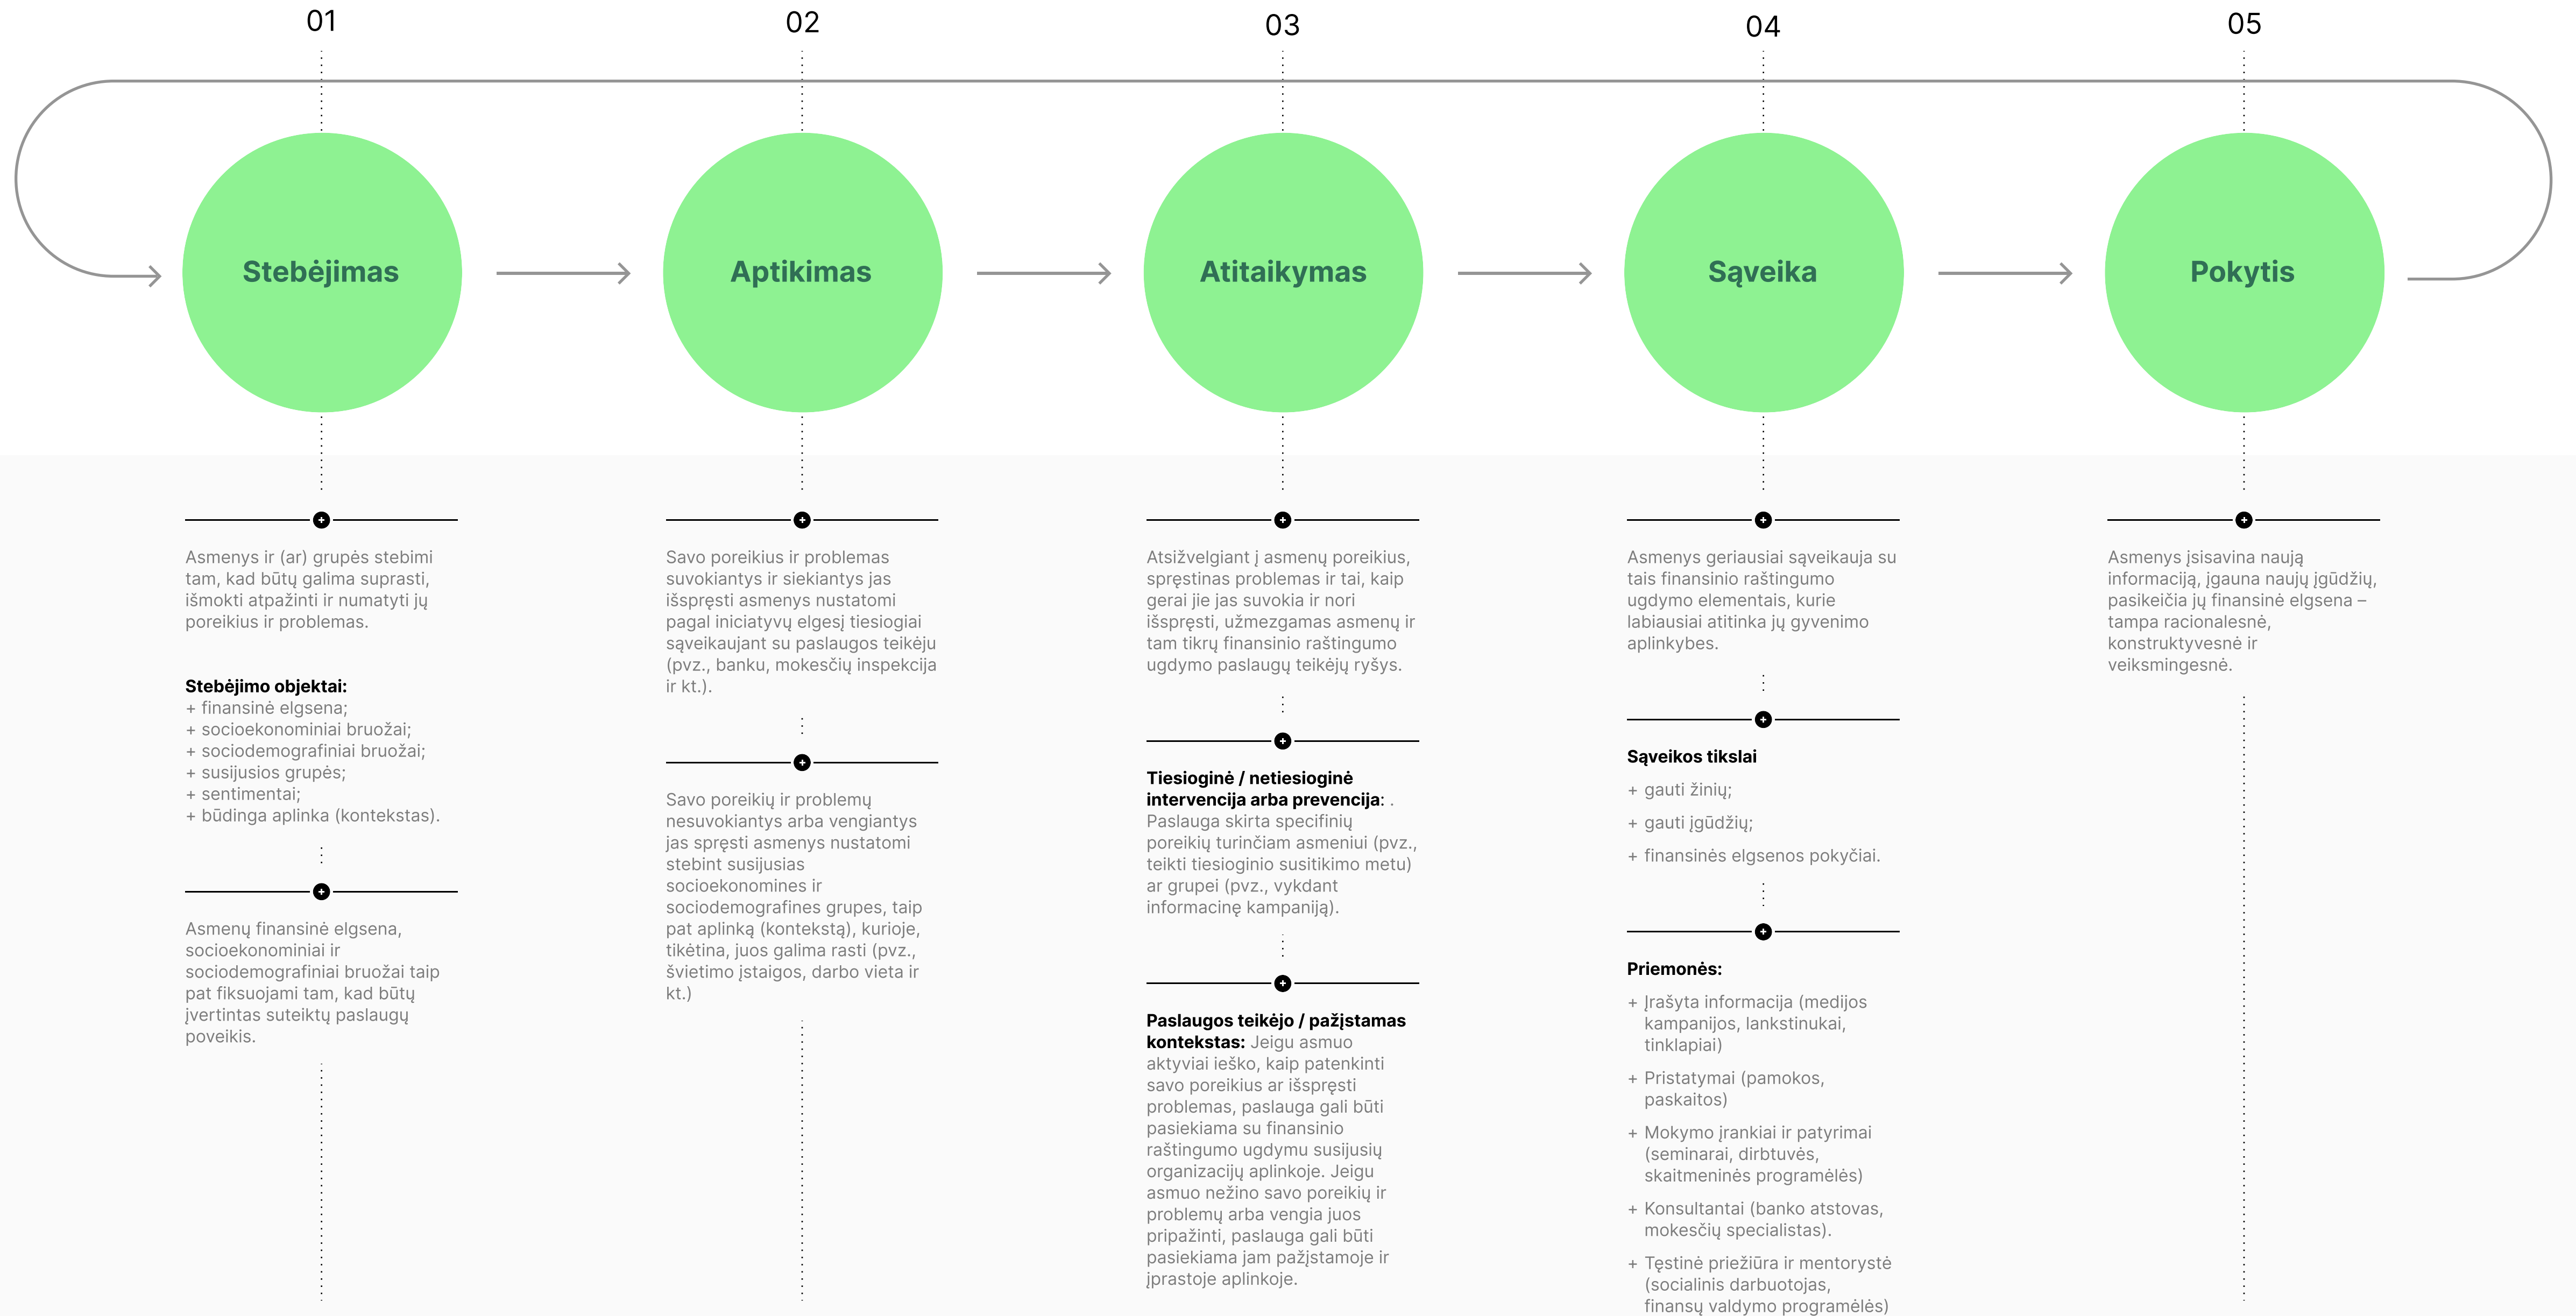 01
02
03
04
05
Stebėjimas
Aptikimas
Atitaikymas
Sąveika
Pokytis
Asmenys ir (ar) grupės stebimi
tam, kad būtų galima suprasti,
išmokti atpažinti ir numatyti jų
poreikius ir problemas.
Stebėjimo objektai:
+ finansinė elgsena;
+ socioekonominiai bruožai;
+ sociodemografiniai bruožai;
+ susijusios grupės;
+ sentimentai;
+ būdinga aplinka (kontekstas).
Asmenų finansinė elgsena,
socioekonominiai ir
sociodemografiniai bruožai taip
pat fiksuojami tam, kad būtų
įvertintas suteiktų paslaugų
poveikis.
Savo poreikius ir problemas
suvokiantys ir siekiantys jas
išspręsti asmenys nustatomi
pagal iniciatyvų elgesį tiesiogiai
sąveikaujant su paslaugos teikėju
(pvz., banku, mokesčių inspekcija
ir kt.).
Savo poreikių ir problemų
nesuvokiantys arba vengiantys
jas spręsti asmenys nustatomi
stebint susijusias
socioekonomines ir
sociodemografines grupes, taip
pat aplinką (kontekstą), kurioje,
tikėtina, juos galima rasti (pvz.,
švietimo įstaigos, darbo vieta ir
kt.)
Atsižvelgiant į asmenų poreikius,
spręstinas problemas ir tai, kaip
gerai jie jas suvokia ir nori
išspręsti, užmezgamas asmenų ir
tam tikrų finansinio raštingumo
ugdymo paslaugų teikėjų ryšys.
Tiesioginė / netiesioginė
intervencija arba prevencija: .
Paslauga skirta specifinių
poreikių turinčiam asmeniui (pvz.,
teikti tiesioginio susitikimo metu)
ar grupei (pvz., vykdant
informacinę kampaniją).
Paslaugos teikėjo / pažįstamas
kontekstas: Jeigu asmuo
aktyviai ieško, kaip patenkinti
savo poreikius ar išspręsti
problemas, paslauga gali būti
pasiekiama su finansinio
raštingumo ugdymu susijusių
organizacijų aplinkoje. Jeigu
asmuo nežino savo poreikių ir
problemų arba vengia juos
pripažinti, paslauga gali būti
pasiekiama jam pažįstamoje ir
įprastoje aplinkoje.
Asmenys geriausiai sąveikauja su
tais finansinio raštingumo
ugdymo elementais, kurie
labiausiai atitinka jų gyvenimo
aplinkybes.
Sąveikos tikslai
+ gauti žinių;
+ gauti įgūdžių;
+ finansinės elgsenos pokyčiai.
Priemonės:
+ Įrašyta informacija (medijos
kampanijos, lankstinukai,
tinklapiai)
+ Pristatymai (pamokos,
paskaitos)
+ Mokymo įrankiai ir patyrimai
(seminarai, dirbtuvės,
skaitmeninės programėlės)
+ Konsultantai (banko atstovas,
mokesčių specialistas).
+ Tęstinė priežiūra ir mentorystė
(socialinis darbuotojas,
finansų valdymo programėlės)
Asmenys įsisavina naują
informaciją, įgauna naujų įgūdžių,
pasikeičia jų finansinė elgsena –
tampa racionalesnė,
konstruktyvesnė ir
veiksmingesnė.